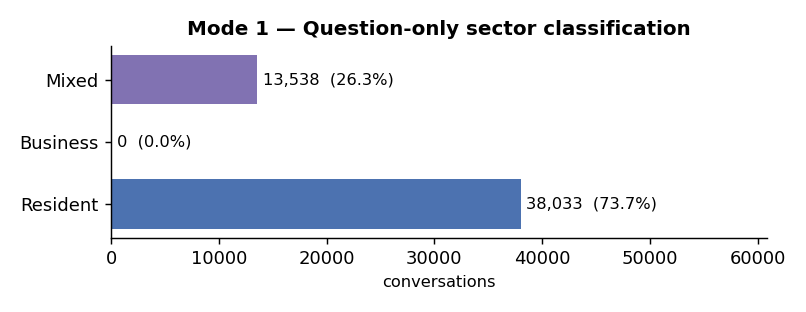 Mode 1 — Question-only sector classification
Mixed
13,538 (26.3%)
Business
0 (0.0%)
Resident
38,033 (73.7%)
0 10000 20000 30000 40000 50000 60000
conversations